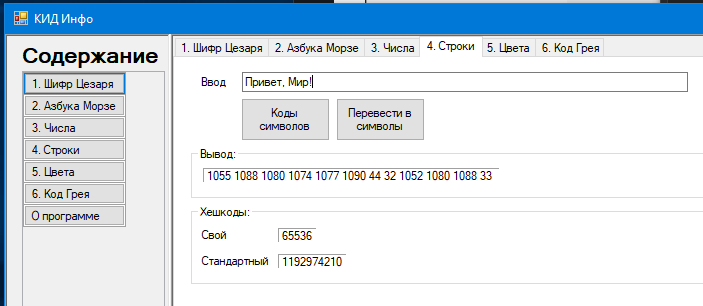 КИД Инфо
Содержание
1. Шифр Цезаря
2. Азбука Морзе
3. Числа
4. Строки
5. Цвета
6. Код Грея
О программе
1. Шифр Цезаря 2. Азбука Морзе 3. Числа 4. Строки 5. Цвета 6. Код Грея
Ввод Привет, Мир!
Коды символов
Перевести в символы
Вывод:
1055 1088 1080 1074 1077 1090 44 32 1052 1080 1088 33
Хешкоды:
Свой 65536
Стандартный 1192974210